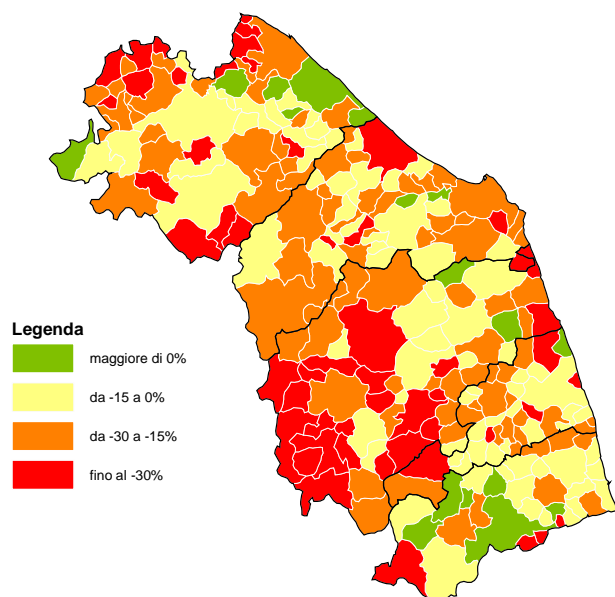 Legenda
maggiore di 0%
da -15 a 0%
da -30 a -15%
fino al -30%